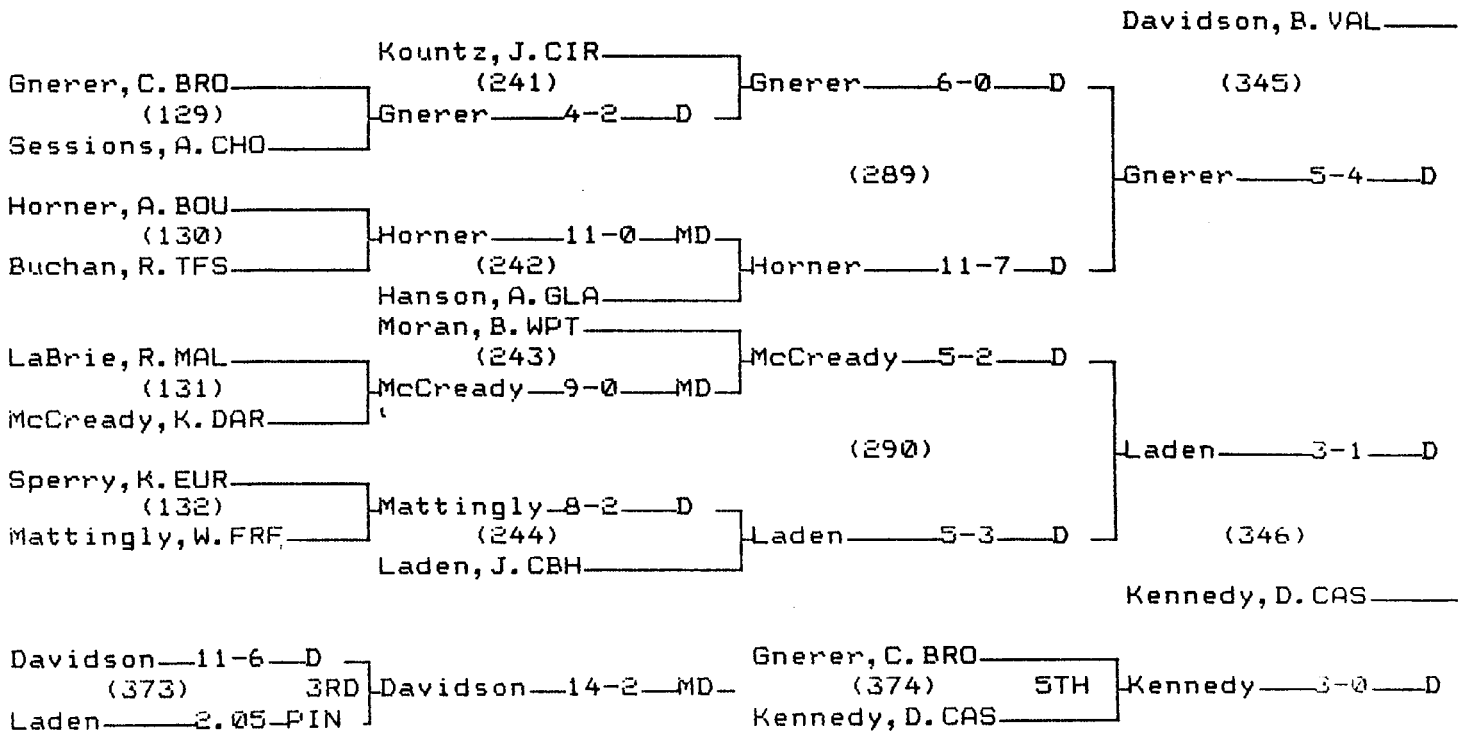 Davidson, B. VAL
Kountz, J. CIR
Gnerer, C. BRO (241) Gnerer 6-0 D (345)
(129) Gnerer 4-2 D
Sessions, A. CHO
(289) Gnerer 5-4 D
Horner, A. BOU
(130) Horner 11-0 MD
Buchan, R. TFS (242) Horner 11-7 D
Hanson, A. GLA
Moran, B. WPT
LaBrie, R. MAL (243) McCready 5-2 D
(131) McCready 9-0 MD
McCready, K. DAR
(290) Laden 3-1 D
Sperry, K. EUR
(132) Mattingly 8-2 D
Mattingly, W. FRF (244) Laden 5-3 D (346)
Laden, J. CBH
Kennedy, D. CAS
Davidson 11-6 D Gnerer, C. BRO
(373) 3RD Davidson 14-2 MD (374) 5TH Kennedy 3-0 D
Laden 2.05 PIN Kennedy, D. CAS